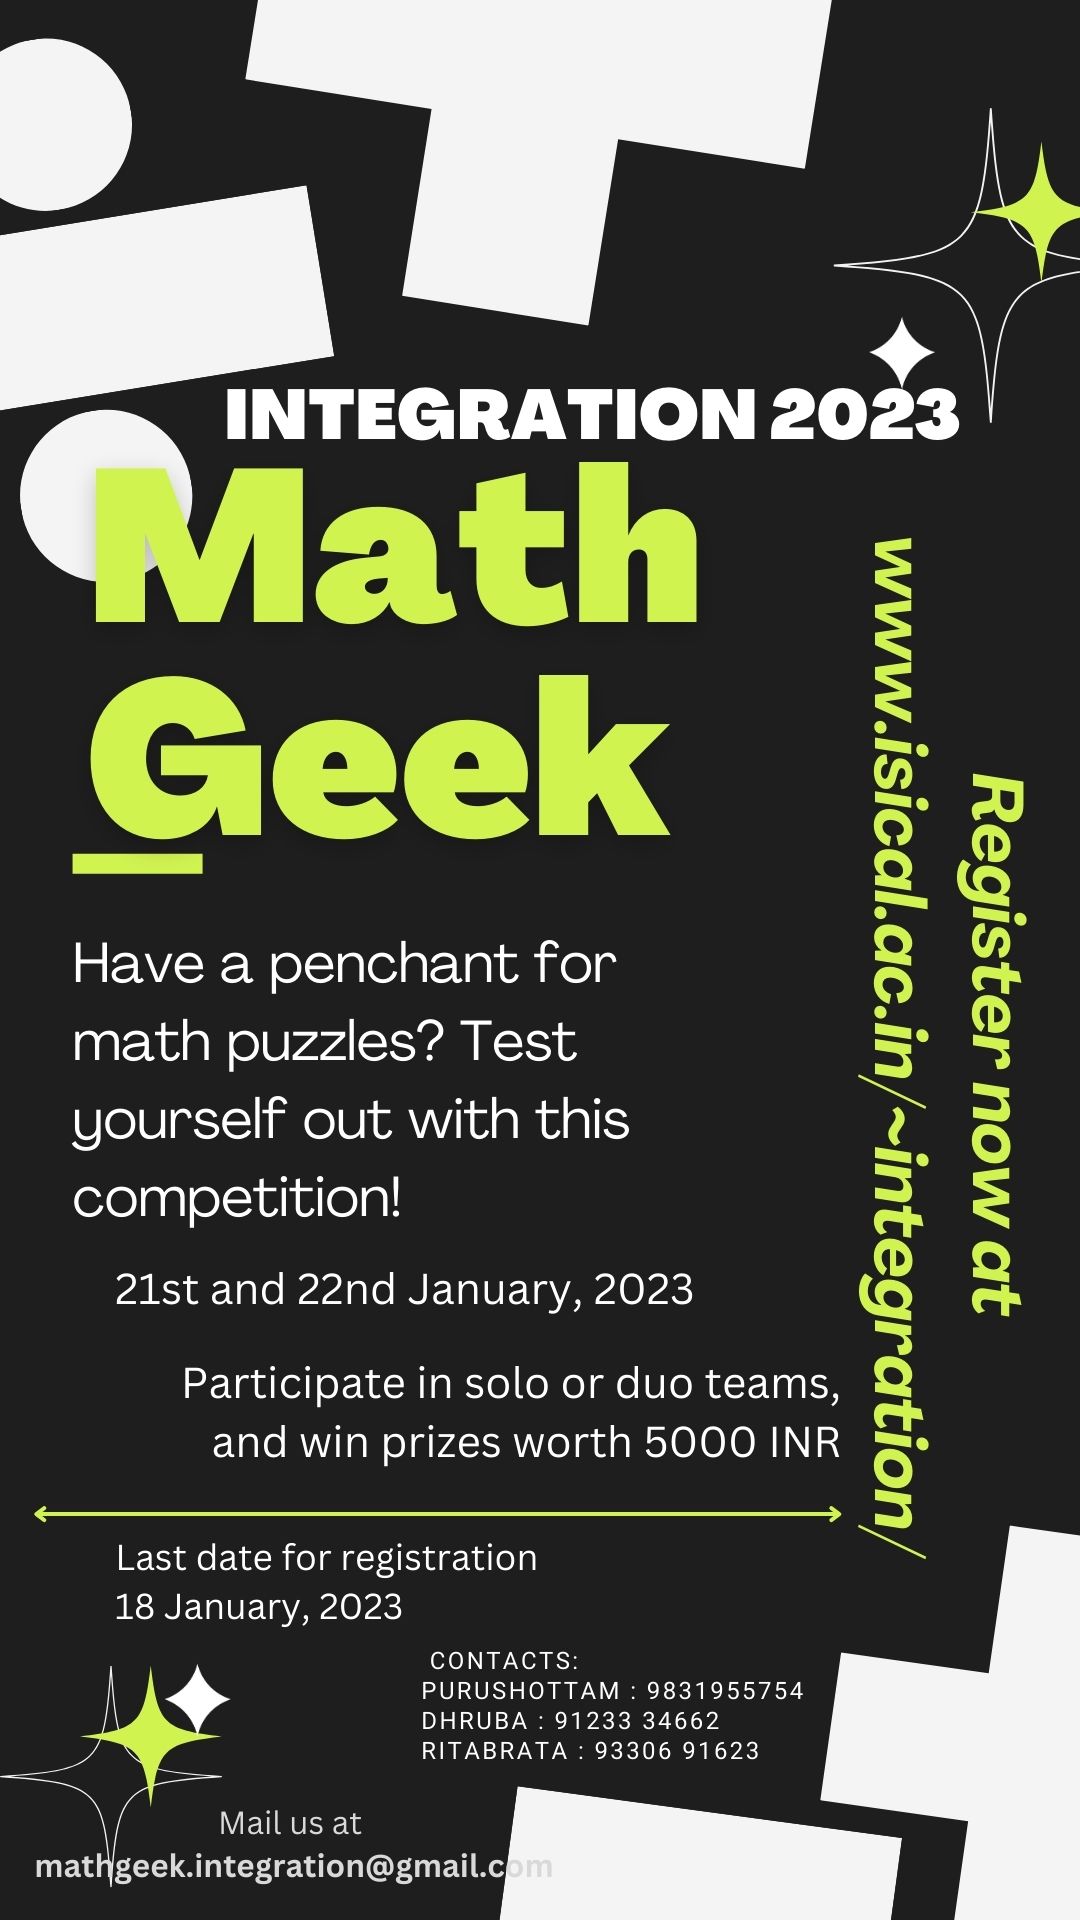 INTEGRATION 2023
Math
Geek
Have a penchant for
math puzzles? Test
yourself out with this
competition!
21st and 22nd January, 2023
Participate in solo or duo teams,
and win prizes worth 5000 INR
Register now at
www.isical.ac.in/~integration/
Last date for registration
18 January, 2023
CONTACTS:
PURUSHOTTAM : 9831955754
DHRUBA : 91233 34662
RITABRATA : 93306 91623
Mail us at
mathgeek.integration@gmail.com